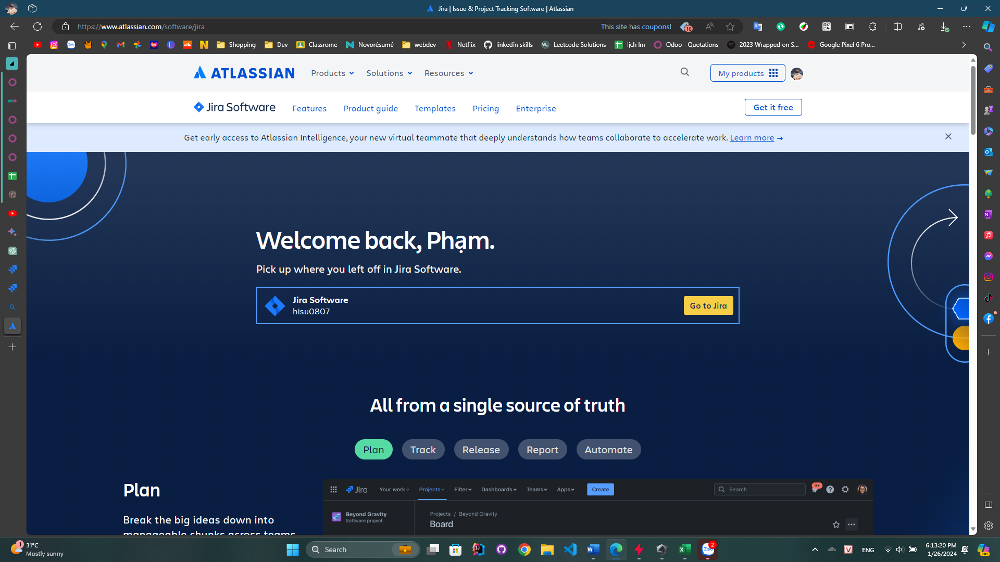 Jira | Issue & Project Tracking Software | Atlassian
https://www.atlassian.com/software/jira
This site has coupons!
16
Shopping
Dev
Classrome
Novorésumé
webdev
Netflix
linkedin skills
Leetcode Solutions
lịch lm
Odoo - Quotations
2023 Wrapped on S...
Google Pixel 6 Pro...
ATLASSIAN
Products
Solutions
Resources
My products
Jira Software
Features
Product guide
Templates
Pricing
Enterprise
Get it free
Get early access to Atlassian Intelligence, your new virtual teammate that deeply understands how teams collaborate to accelerate work. Learn more →
Welcome back, Phạm.
Pick up where you left off in Jira Software.
Jira Software
hisu0807
Go to Jira
All from a single source of truth
Plan
Track
Release
Report
Automate
Plan
Break the big ideas down into
manageable chunks across teams
Jira
Your work
Projects
Filter
Dashboards
Teams
Apps
Create
Search
9+
Beyond Gravity
Software project
Projects / Beyond Gravity
Board
1
31°C
Mostly sunny
Search
2
ENG
6:13:20 PM
1/26/2024